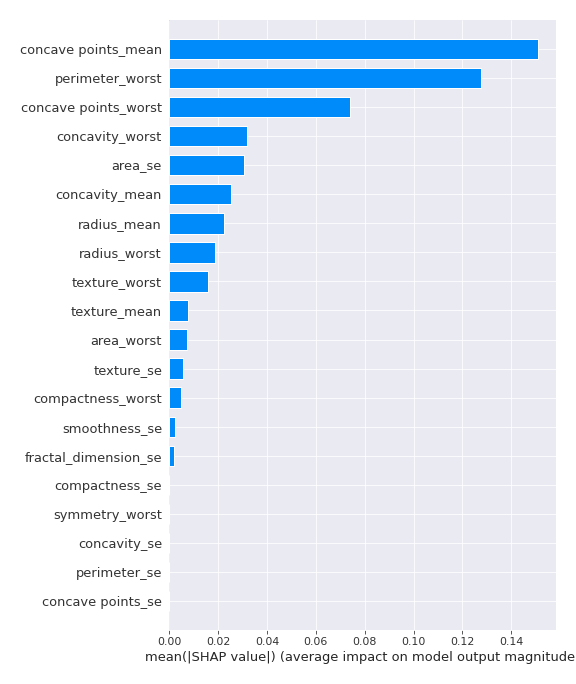 concave points_mean
perimeter_worst
concave points_worst
concavity_worst
area_se
concavity_mean
radius_mean
radius_worst
texture_worst
texture_mean
area_worst
texture_se
compactness_worst
smoothness_se
fractal_dimension_se
compactness_se
symmetry_worst
concavity_se
perimeter_se
concave points_se
0.00 0.02 0.04 0.06 0.08 0.10 0.12 0.14
mean(|SHAP value|) (average impact on model output magnitude